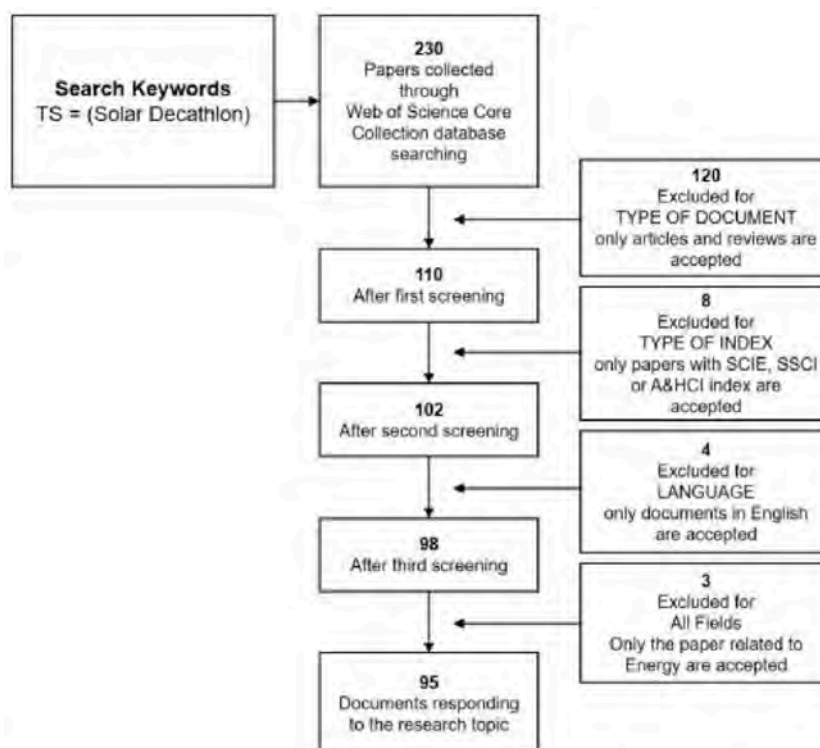 Search Keywords
TS = (Solar Decathlon)
230
Papers collected
through
Web of Science Core
Collection database
searching
120
Excluded for
TYPE OF DOCUMENT
only articles and reviews are
accepted
110
After first screening
8
Excluded for
TYPE OF INDEX
only papers with SCIE, SSCI
or A&HCI index are
accepted
102
After second screening
4
Excluded for
LANGUAGE
only documents in English
are accepted
98
After third screening
3
Excluded for
All Fields
Only the paper related to
Energy are accepted
95
Documents responding
to the research topic